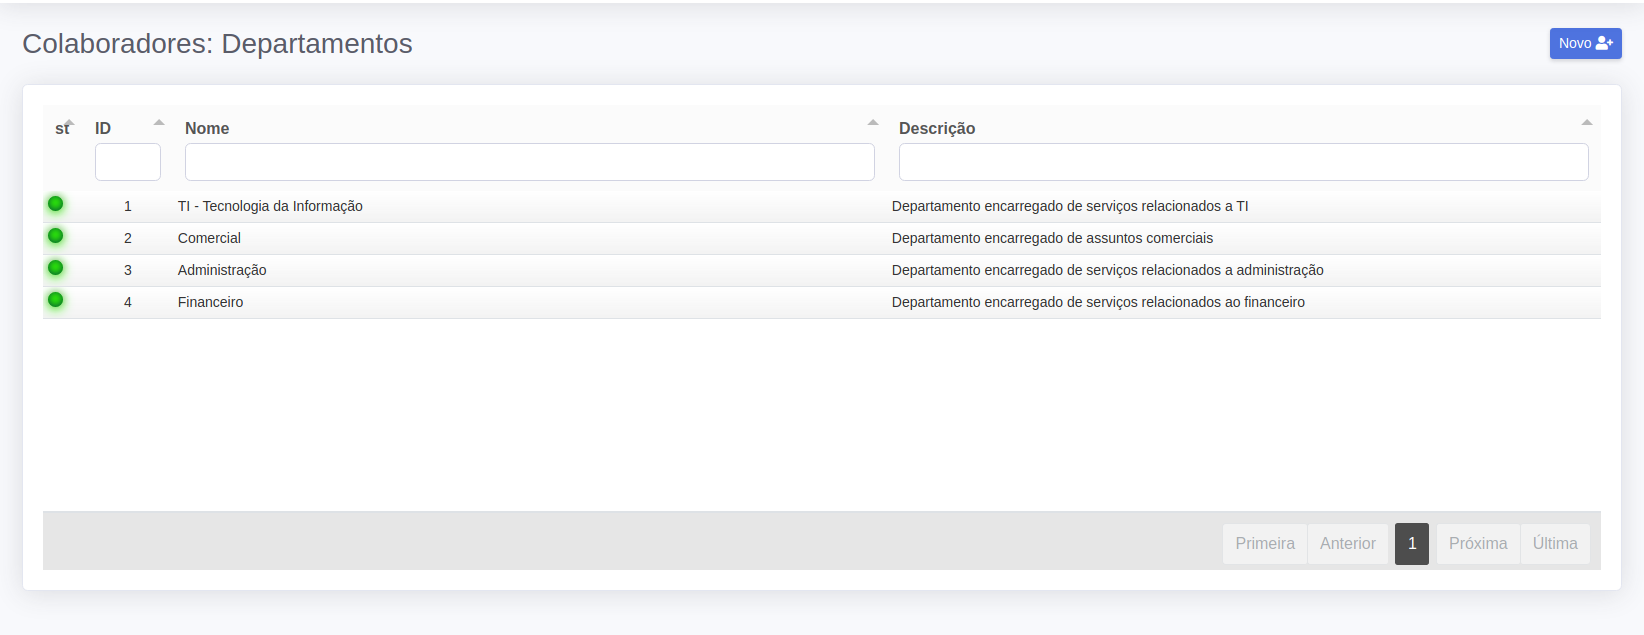 Colaboradores: Departamentos
Novo
st ID Nome Descrição
1 TI - Tecnologia da Informação Departamento encarregado de serviços relacionados a TI
2 Comercial Departamento encarregado de assuntos comerciais
3 Administração Departamento encarregado de serviços relacionados a administração
4 Financeiro Departamento encarregado de serviços relacionados ao financeiro
Primeira Anterior 1 Próxima Última